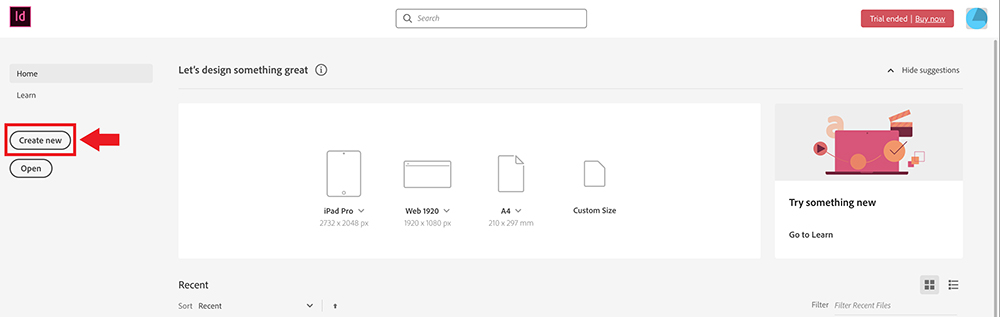 Id
Search
Trial ended | Buy now
Home
Learn
Create new
Open
Let's design something great
Hide suggestions
iPad Pro
2732 x 2048 px
Web 1920
1920 x 1080 px
A4
210 x 297 mm
Custom Size
a
Try something new
Go to Learn
Recent
Sort Recent
Filter Filter Recent Files